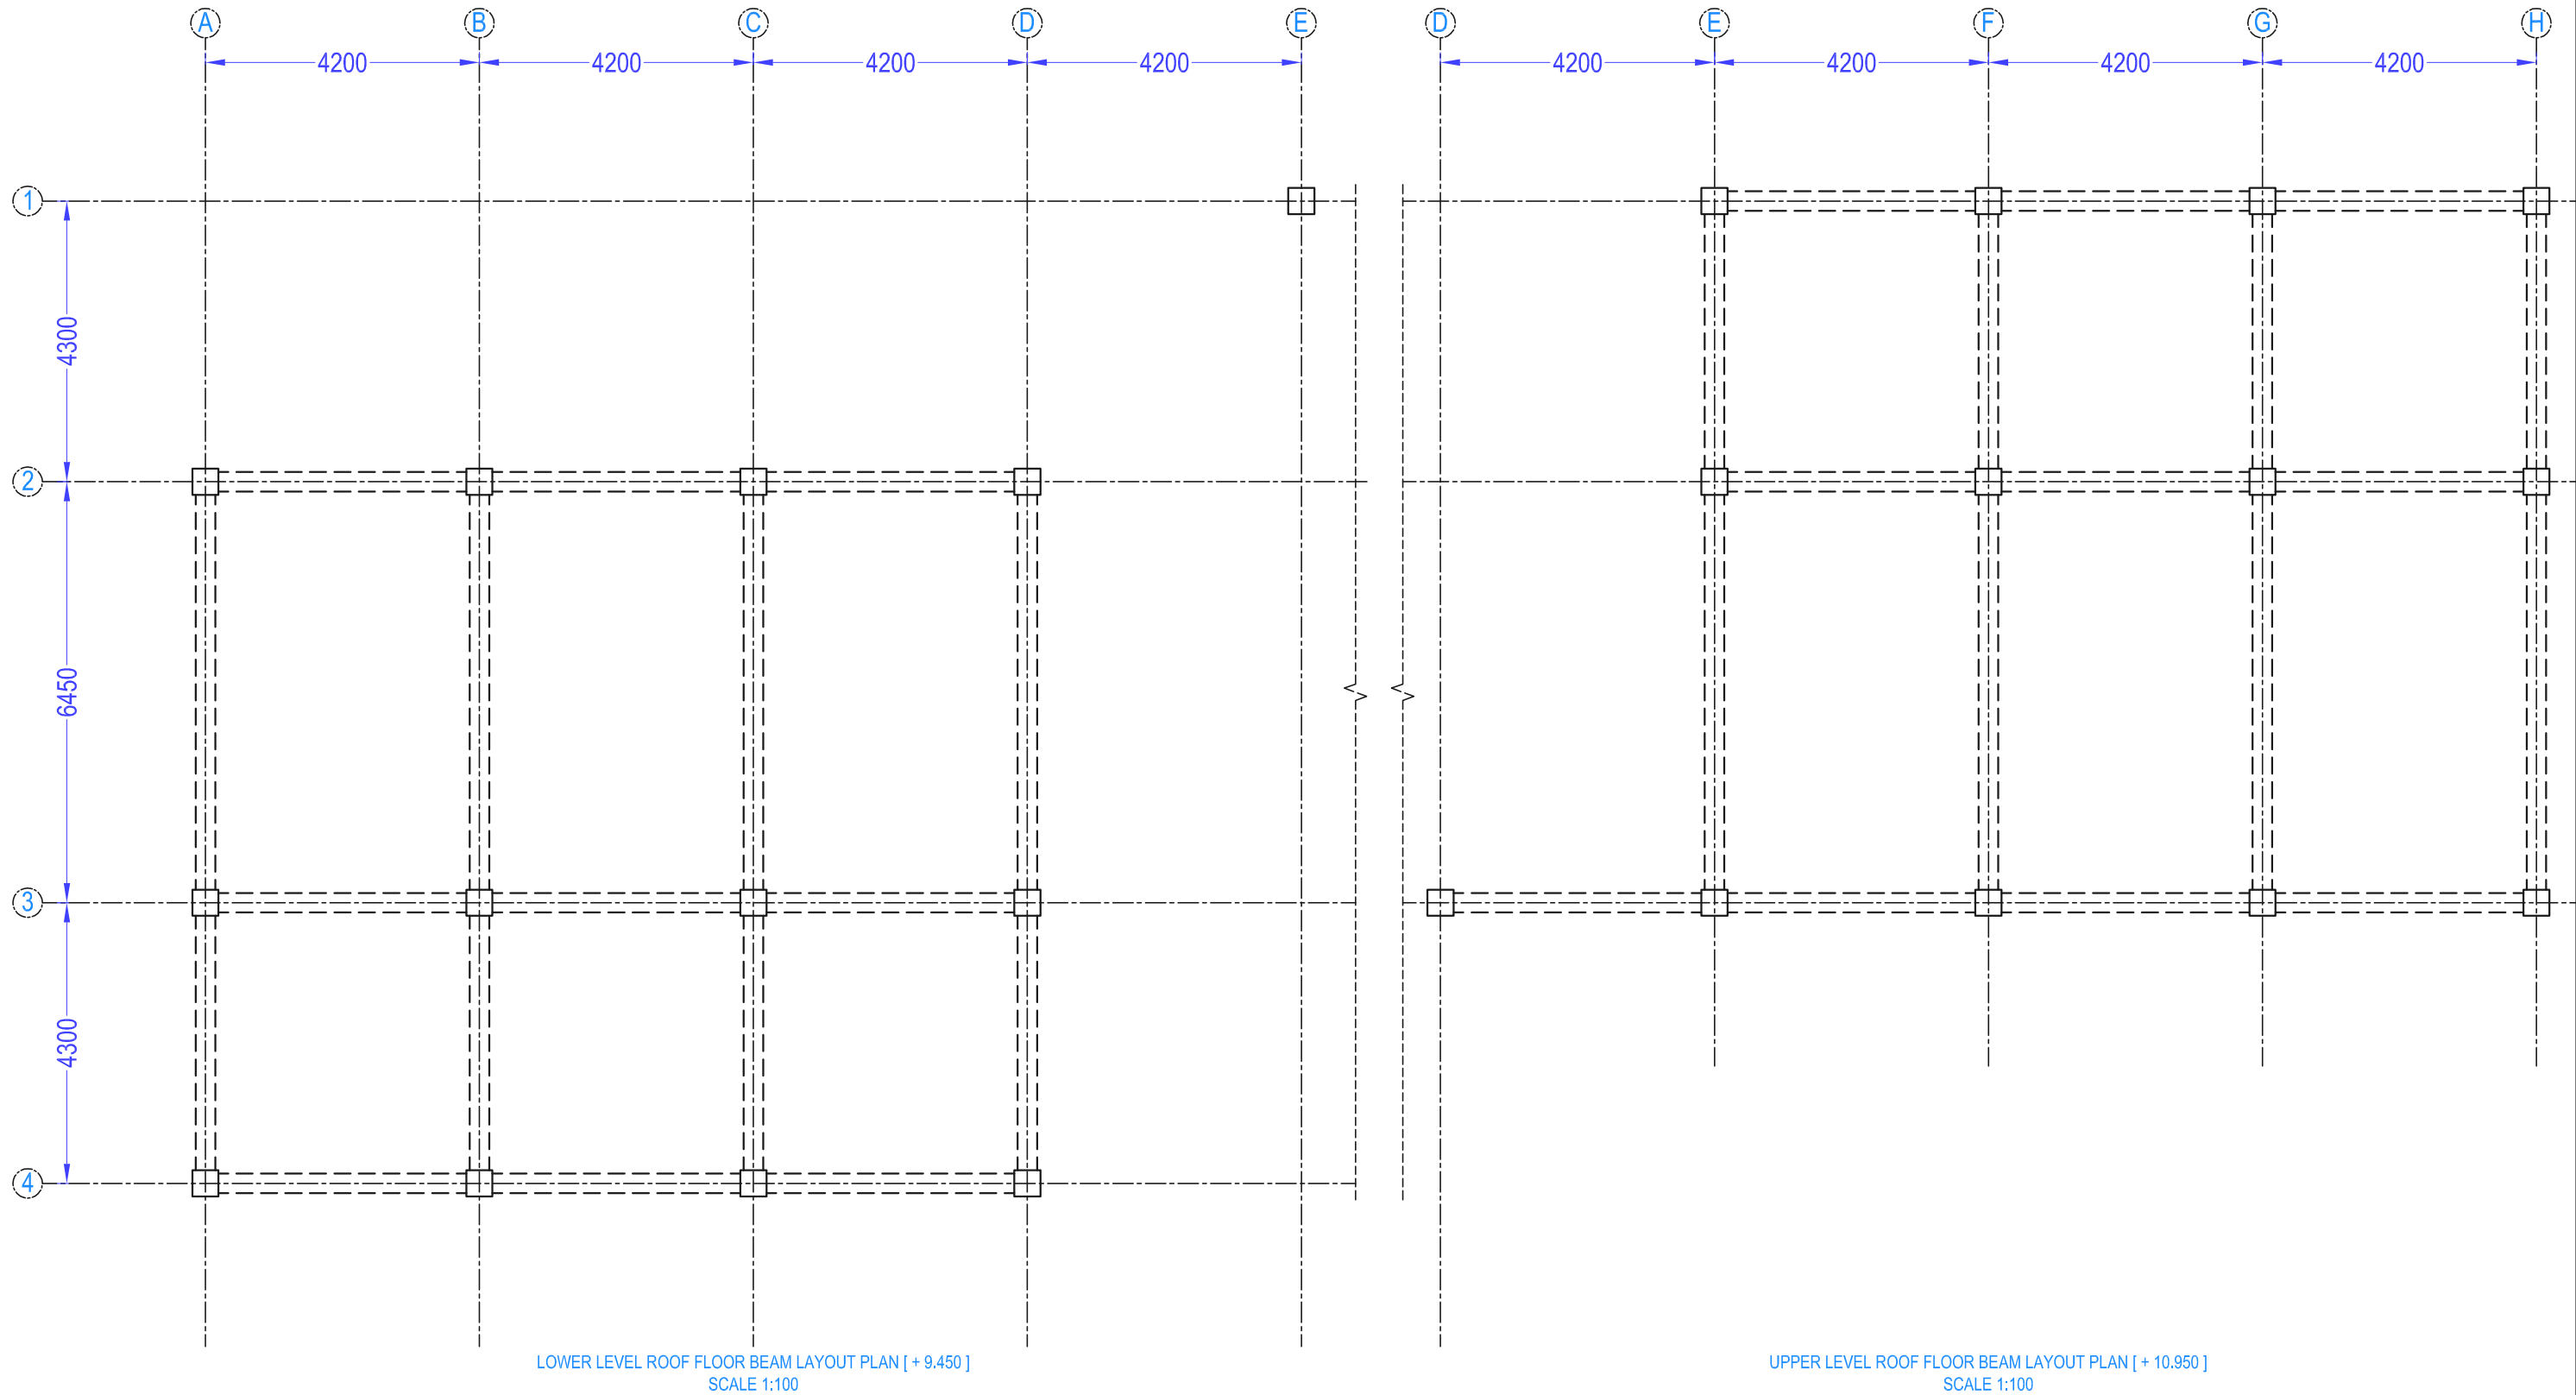 A B C D E D E F G H
4200 4200 4200 4200 4200 4200 4200 4200
1
4300
2
6450
3
4300
4
LOWER LEVEL ROOF FLOOR BEAM LAYOUT PLAN [ + 9.450 ]
SCALE 1:100
UPPER LEVEL ROOF FLOOR BEAM LAYOUT PLAN [ + 10.950 ]
SCALE 1:100